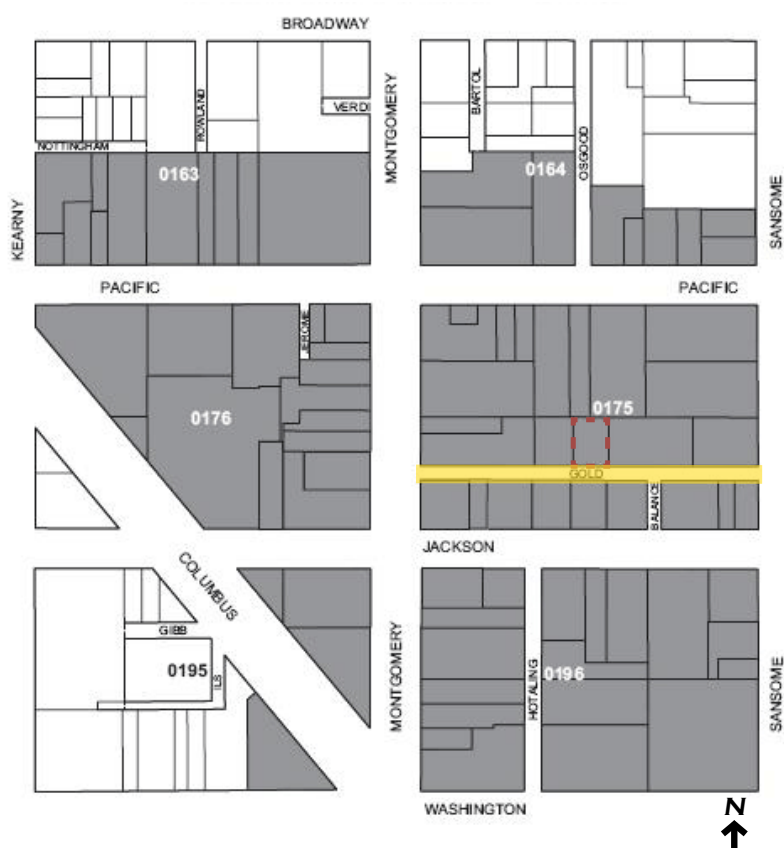 BROADWAY
ROWLAND
VERDI
NOTTINGHAM
0163
KEARNY
MONTGOMERY
BARTOL
OSGOOD
0164
SANSOME
PACIFIC
PACIFIC
JEROME
0176
0175
GOLD
BALANCE
JACKSON
COLUMBUS
GIBB
0195
ILS
MONTGOMERY
HOTALING
0196
SANSOME
WASHINGTON
N